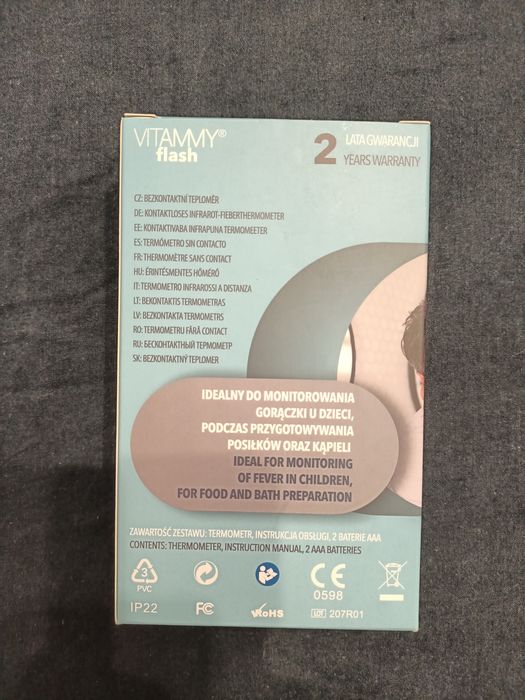 VITAMMY®
flash
2 LATA GWARANCJI
YEARS WARRANTY
CZ: BEZKONTAKTNÍ TEPLOMĚR
DE: KONTAKTLOSES INFRAROT-FIEBERTHERMOMETER
EE: KONTAKTIVABA INFRAPUNA TERMOMEETER
ES: TERMÓMETRO SIN CONTACTO
FR: THERMOMÈTRE SANS CONTACT
HU: ÉRINTÉSMENTES HŐMÉRŐ
IT: TERMOMETRO INFRAROSSI A DISTANZA
LT: BEKONTAKTIS TERMOMETRAS
LV: BEZKONTAKTA TERMOMETRS
RO: TERMOMETRU FĂRĂ CONTACT
RU: БЕСКОНТАКТНЫЙ ТЕРМОМЕТР
SK: BEZKONTAKTNÝ TEPLOMER
IDEALNY DO MONITOROWANIA
GORĄCZKI U DZIECI,
PODCZAS PRZYGOTOWYWANIA
POSIŁKÓW ORAZ KĄPIELI
IDEAL FOR MONITORING
OF FEVER IN CHILDREN,
FOR FOOD AND BATH PREPARATION
ZAWARTOŚĆ ZESTAWU: TERMOMETR, INSTRUKCJA OBSŁUGI, 2 BATERIE AAA
CONTENTS: THERMOMETER, INSTRUCTION MANUAL, 2 AAA BATTERIES
3
PVC
CE
0598
IP22
FC
RoHS
LOT 207R01